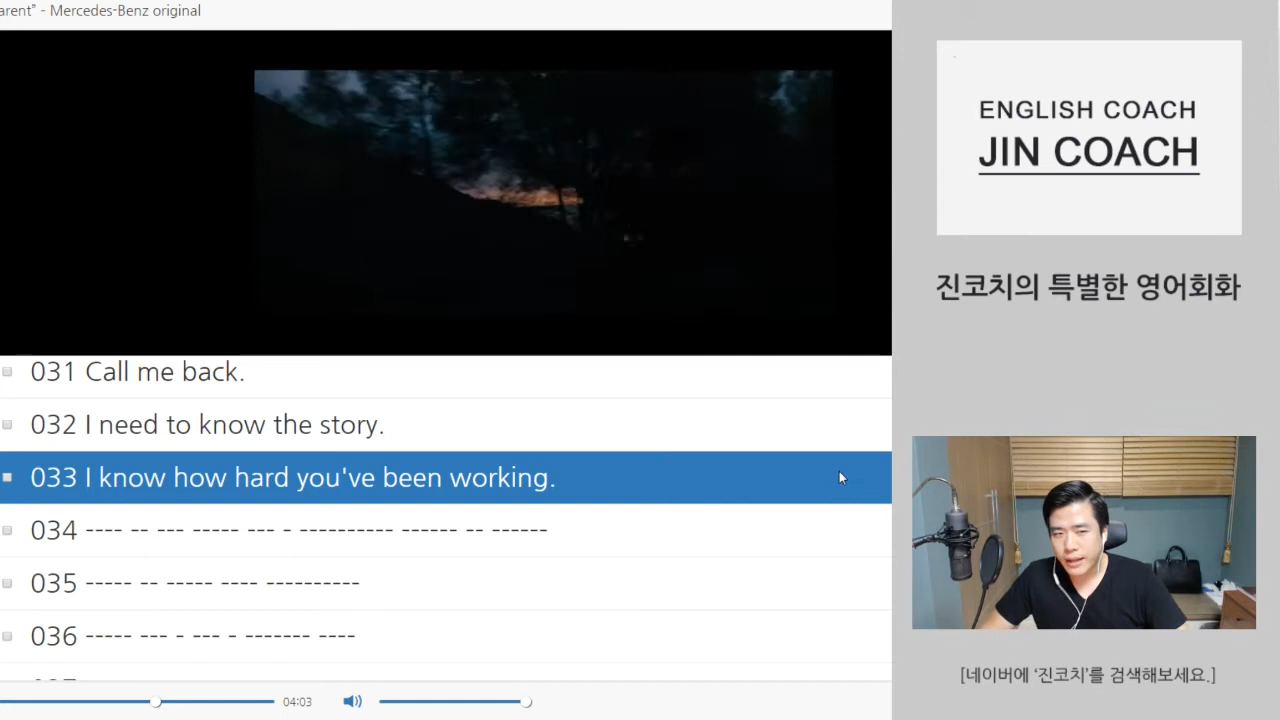 arent" - Mercedes-Benz original
031 Call me back.
032 I need to know the story.
033 I know how hard you've been working.
034 ---- -- --- ----- --- - ---------- ------ -- ------
035 ----- -- ----- ---- ----------
036 ----- --- - --- - ------- ----
04:03
ENGLISH COACH
JIN COACH
진코치의 특별한 영어회화
[네이버에 '진코치'를 검색해보세요.]